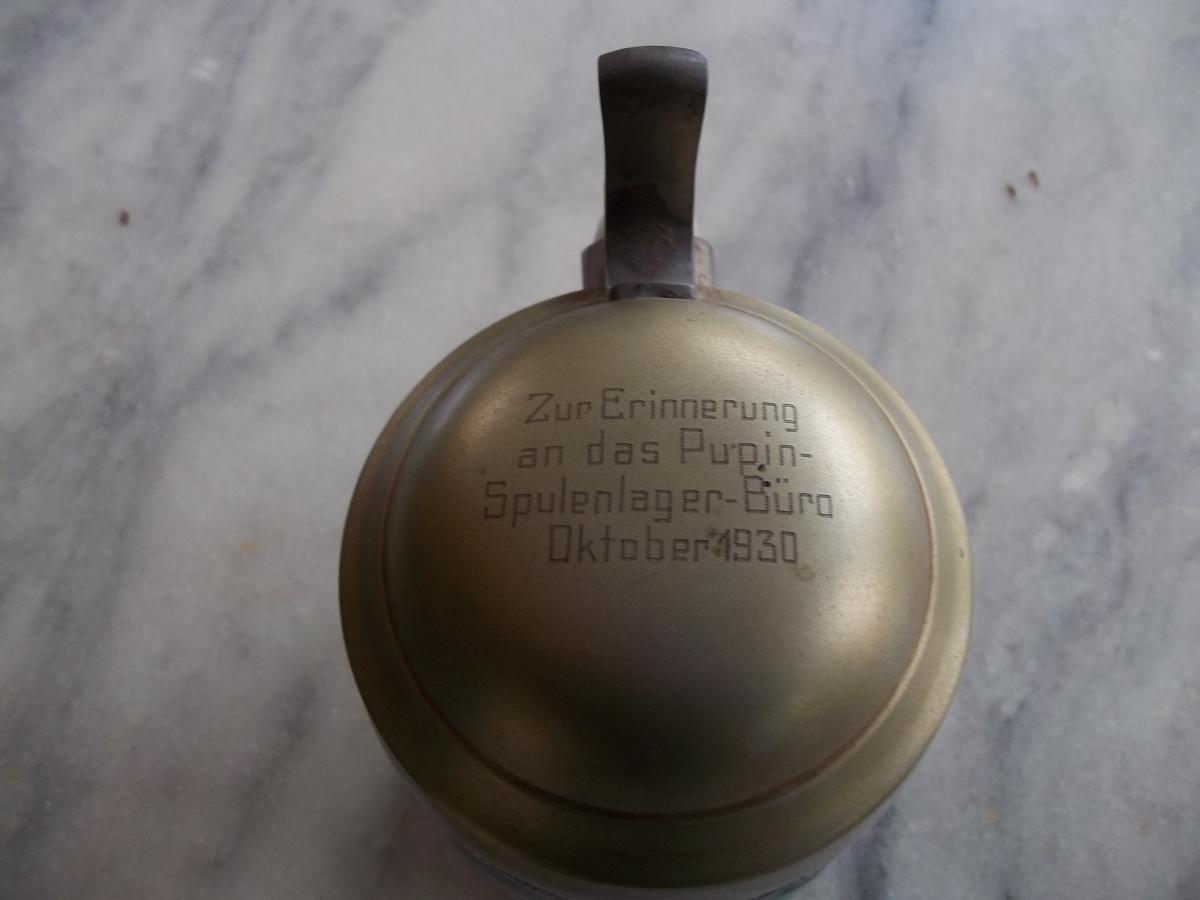 Zur Erinnerung
an das Pupin-
Spulenlager-Büro
Oktober 1930